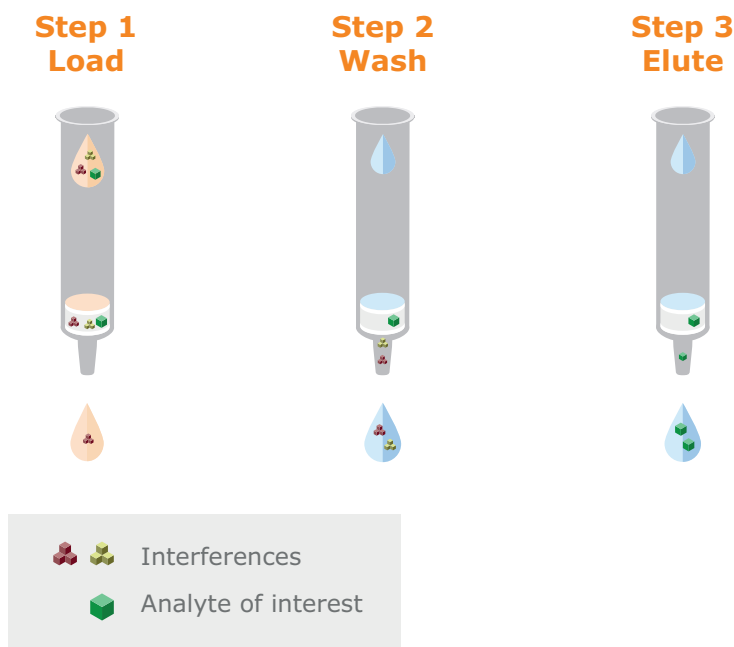 Step 1
Load
Step 2
Wash
Step 3
Elute
Interferences
Analyte of interest